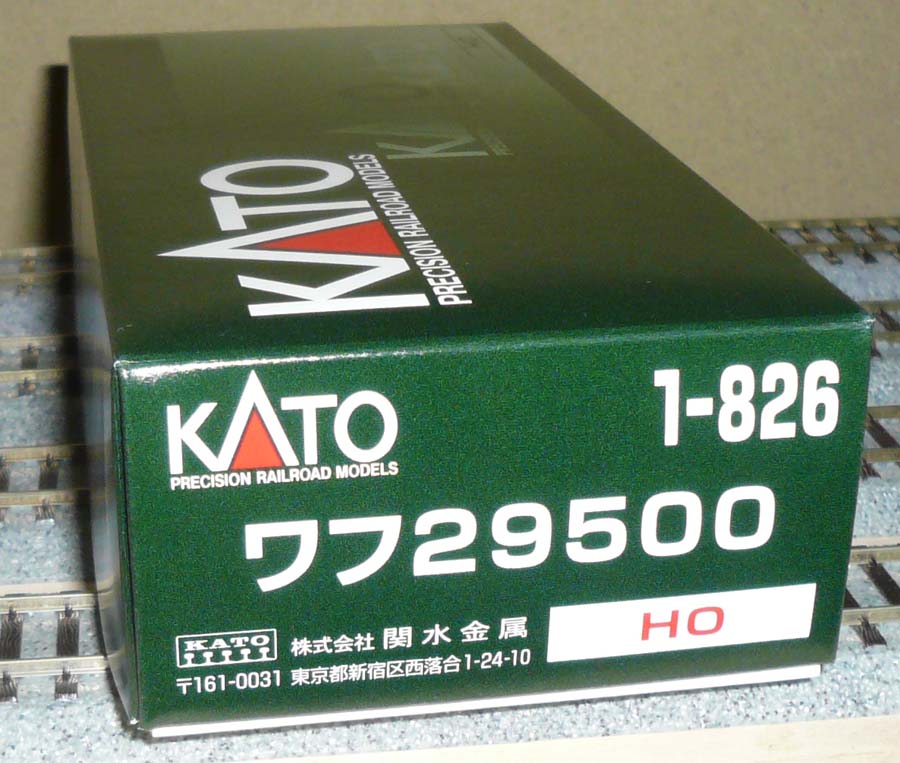 KATO
PRECISION RAILROAD MODELS
KATO
PRECISION RAILROAD MODELS
1-826
ワフ29500
KATO
株式会社 関水金属
HO
〒161-0031 東京都新宿区西落合1-24-10